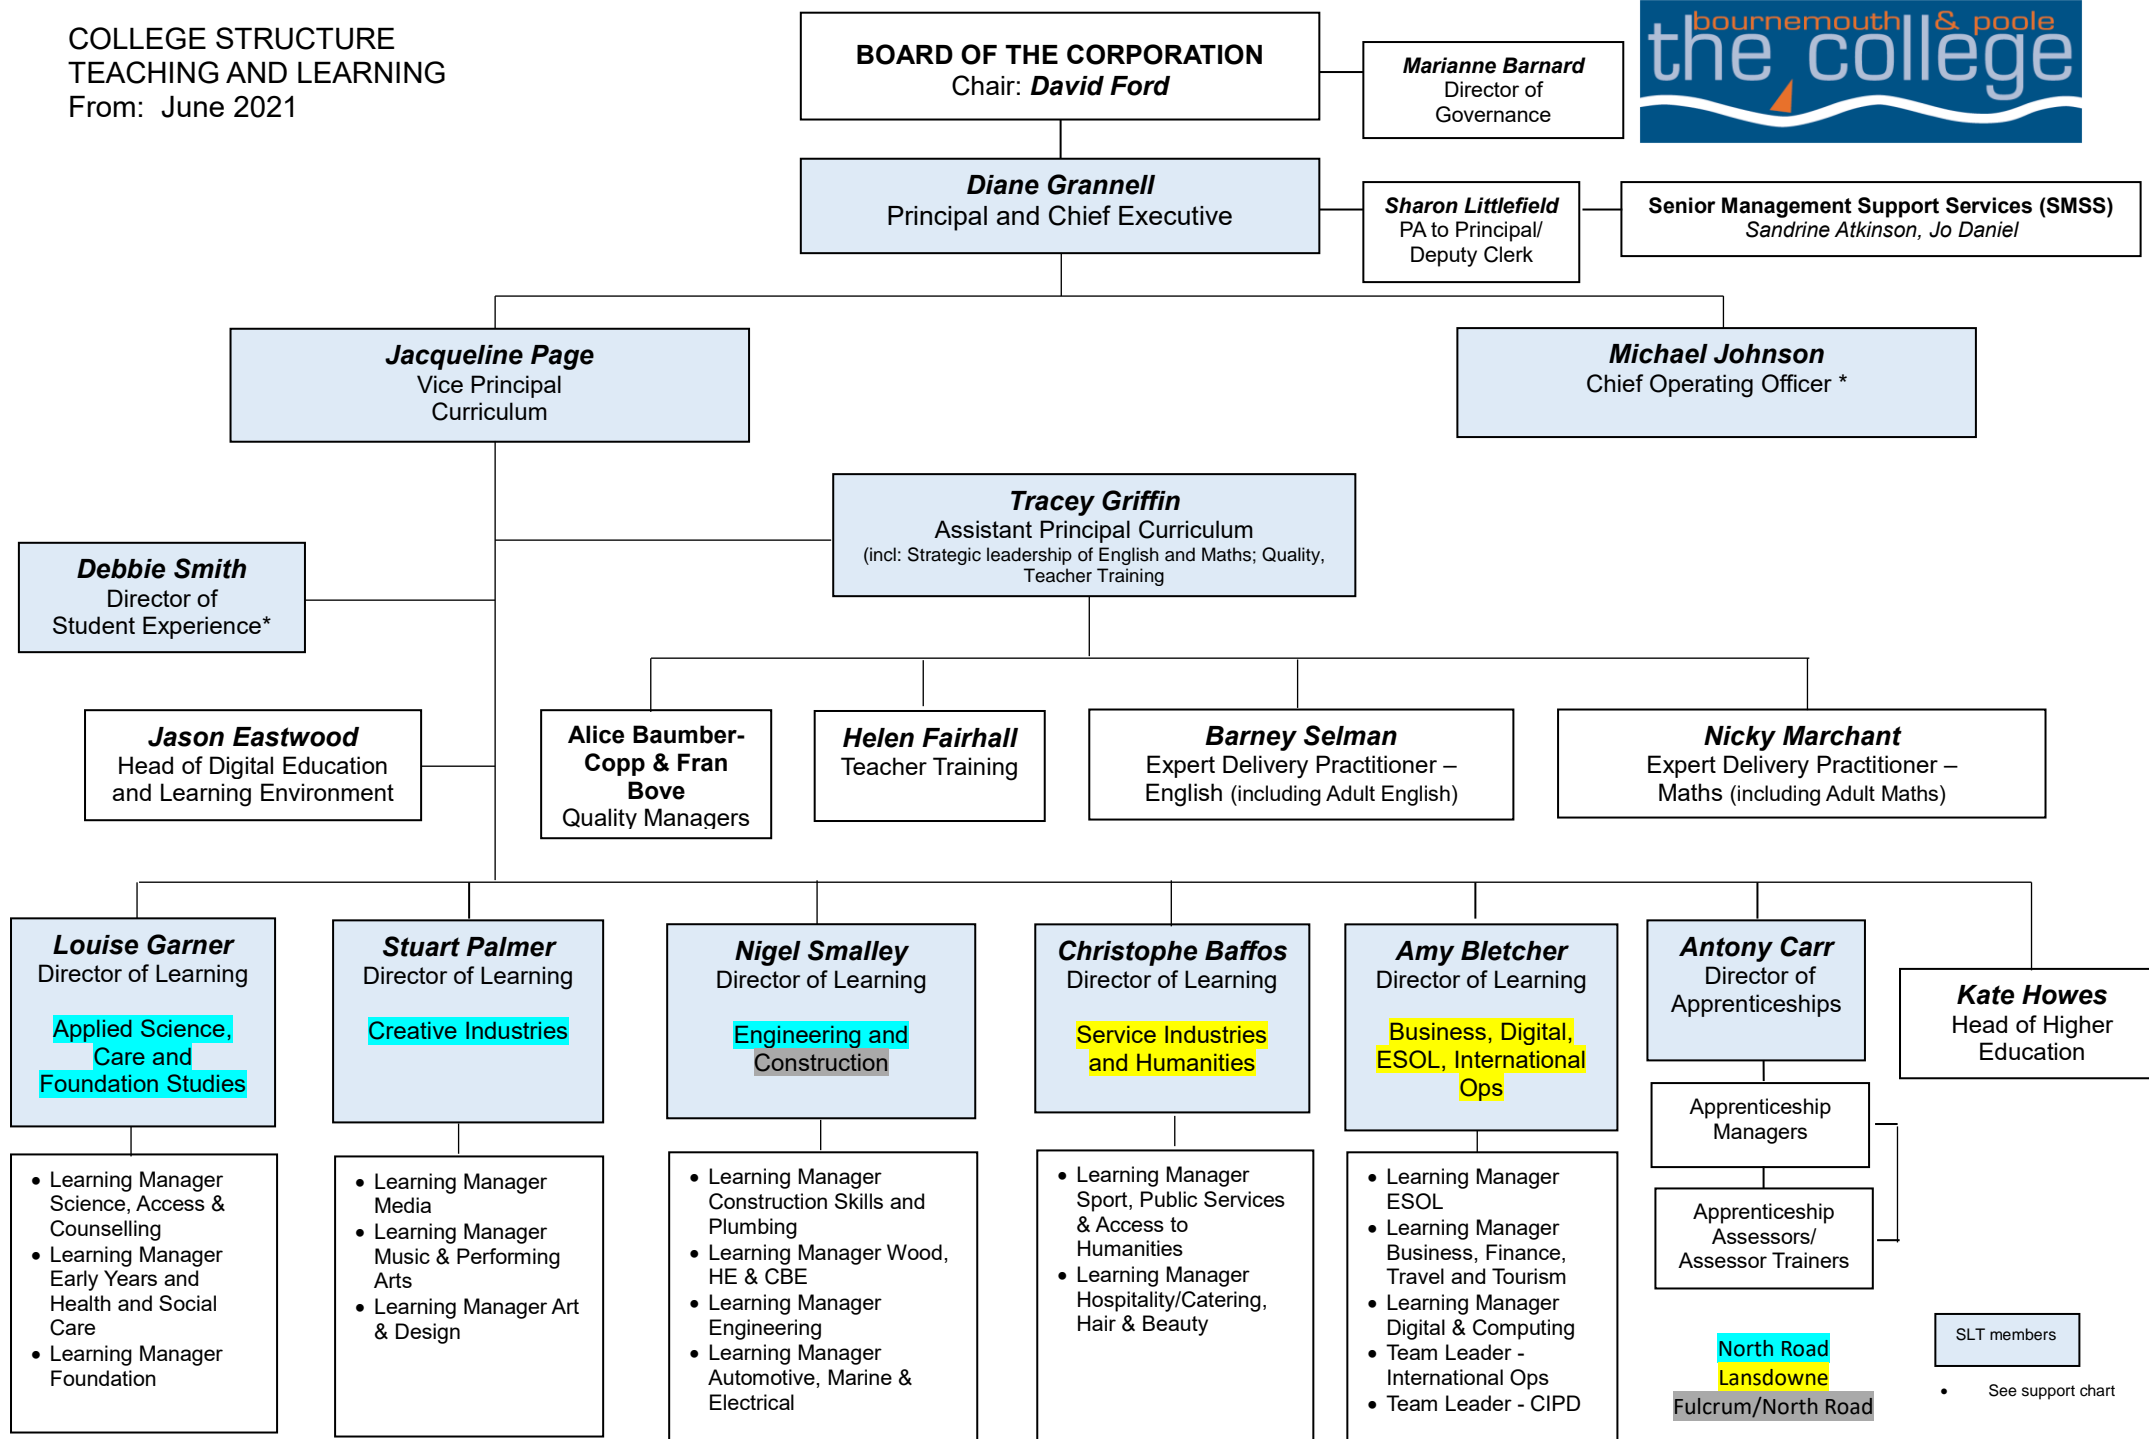 COLLEGE STRUCTURE
TEACHING AND LEARNING
From: June 2021
BOARD OF THE CORPORATION
Chair: David Ford
Marianne Barnard
Director of
Governance
bournemouth & poole
the college
Diane Grannell
Principal and Chief Executive
Sharon Littlefield
PA to Principal/
Deputy Clerk
Senior Management Support Services (SMSS)
Sandrine Atkinson, Jo Daniel
Jacqueline Page
Vice Principal
Curriculum
Michael Johnson
Chief Operating Officer *
Tracey Griffin
Assistant Principal Curriculum
(incl: Strategic leadership of English and Maths; Quality,
Teacher Training
Debbie Smith
Director of
Student Experience*
Jason Eastwood
Head of Digital Education
and Learning Environment
Alice Baumber-
Copp & Fran
Bove
Quality Managers
Helen Fairhall
Teacher Training
Barney Selman
Expert Delivery Practitioner –
English (including Adult English)
Nicky Marchant
Expert Delivery Practitioner –
Maths (including Adult Maths)
Louise Garner
Director of Learning
Applied Science,
Care and
Foundation Studies
Stuart Palmer
Director of Learning
Creative Industries
Nigel Smalley
Director of Learning
Engineering and
Construction
Christophe Baffos
Director of Learning
Service Industries
and Humanities
Amy Bletcher
Director of Learning
Business, Digital,
ESOL, International
Ops
Antony Carr
Director of
Apprenticeships
Kate Howes
Head of Higher
Education
• Learning Manager
Science, Access &
Counselling
• Learning Manager
Early Years and
Health and Social
Care
• Learning Manager
Foundation
• Learning Manager
Media
• Learning Manager
Music & Performing
Arts
• Learning Manager Art
& Design
• Learning Manager
Construction Skills and
Plumbing
• Learning Manager Wood,
HE & CBE
• Learning Manager
Engineering
• Learning Manager
Automotive, Marine &
Electrical
• Learning Manager
Sport, Public Services
& Access to
Humanities
• Learning Manager
Hospitality/Catering,
Hair & Beauty
• Learning Manager
ESOL
• Learning Manager
Business, Finance,
Travel and Tourism
• Learning Manager
Digital & Computing
• Team Leader -
International Ops
• Team Leader - CIPD
Apprenticeship
Managers
Apprenticeship
Assessors/
Assessor Trainers
North Road
Lansdowne
Fulcrum/North Road
SLT members
• See support chart